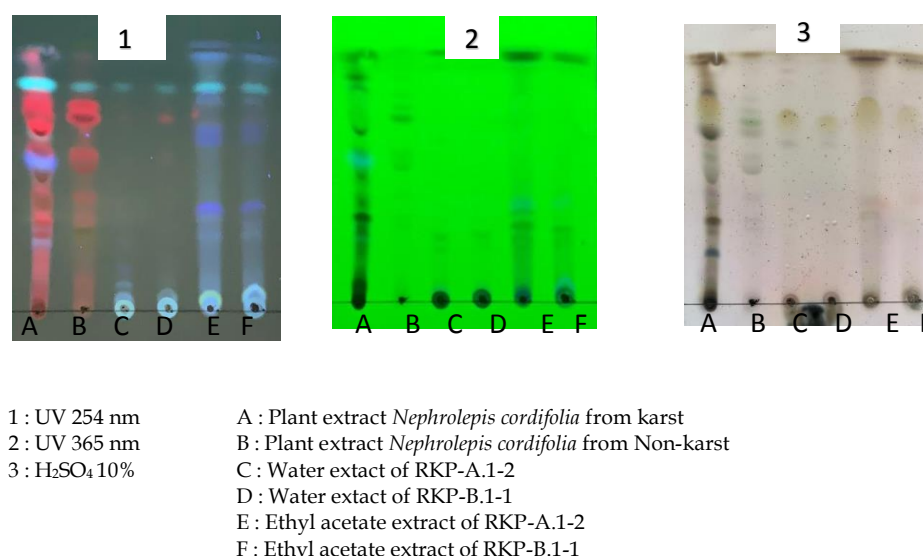 1 2 3
A B C D E F
A B C D E F
A B C D E
1 : UV 254 nm
2 : UV 365 nm
3 : H₂SO₄ 10%
A : Plant extract Nephrolepis cordifolia from karst
B : Plant extract Nephrolepis cordifolia from Non-karst
C : Water extact of RKP-A.1-2
D : Water extact of RKP-B.1-1
E : Ethyl acetate extract of RKP-A.1-2
F : Ethyl acetate extract of RKP-B.1-1